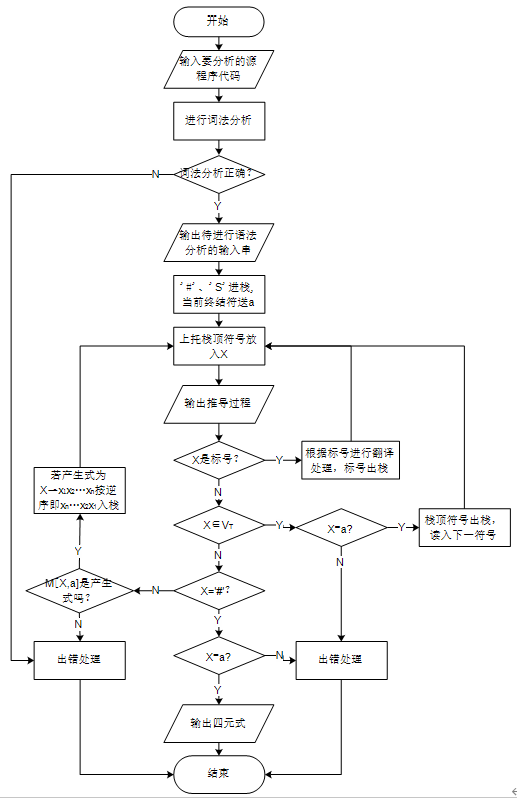 开始
输入要分析的源
程序代码
进行词法分析
词法分析正确?
N
Y
输出待进行语法
分析的输入串
'#'、'S'进栈,
当前终结符送a
上托栈顶符号放
入X
输出推导过程
X是标号?
Y
根据标号进行翻译
处理，标号出栈
N
若产生式为
X→x₁x₂…xₙ按逆
序即xₙ…x₂x₁入栈
X∈VT
Y
X=a?
Y
栈顶符号出栈，
读入下一符号
Y
N
N
M[X,a]是产生
式吗?
N
X='#'?
N
Y
出错处理
X=a?
N
出错处理
Y
输出四元式
结束